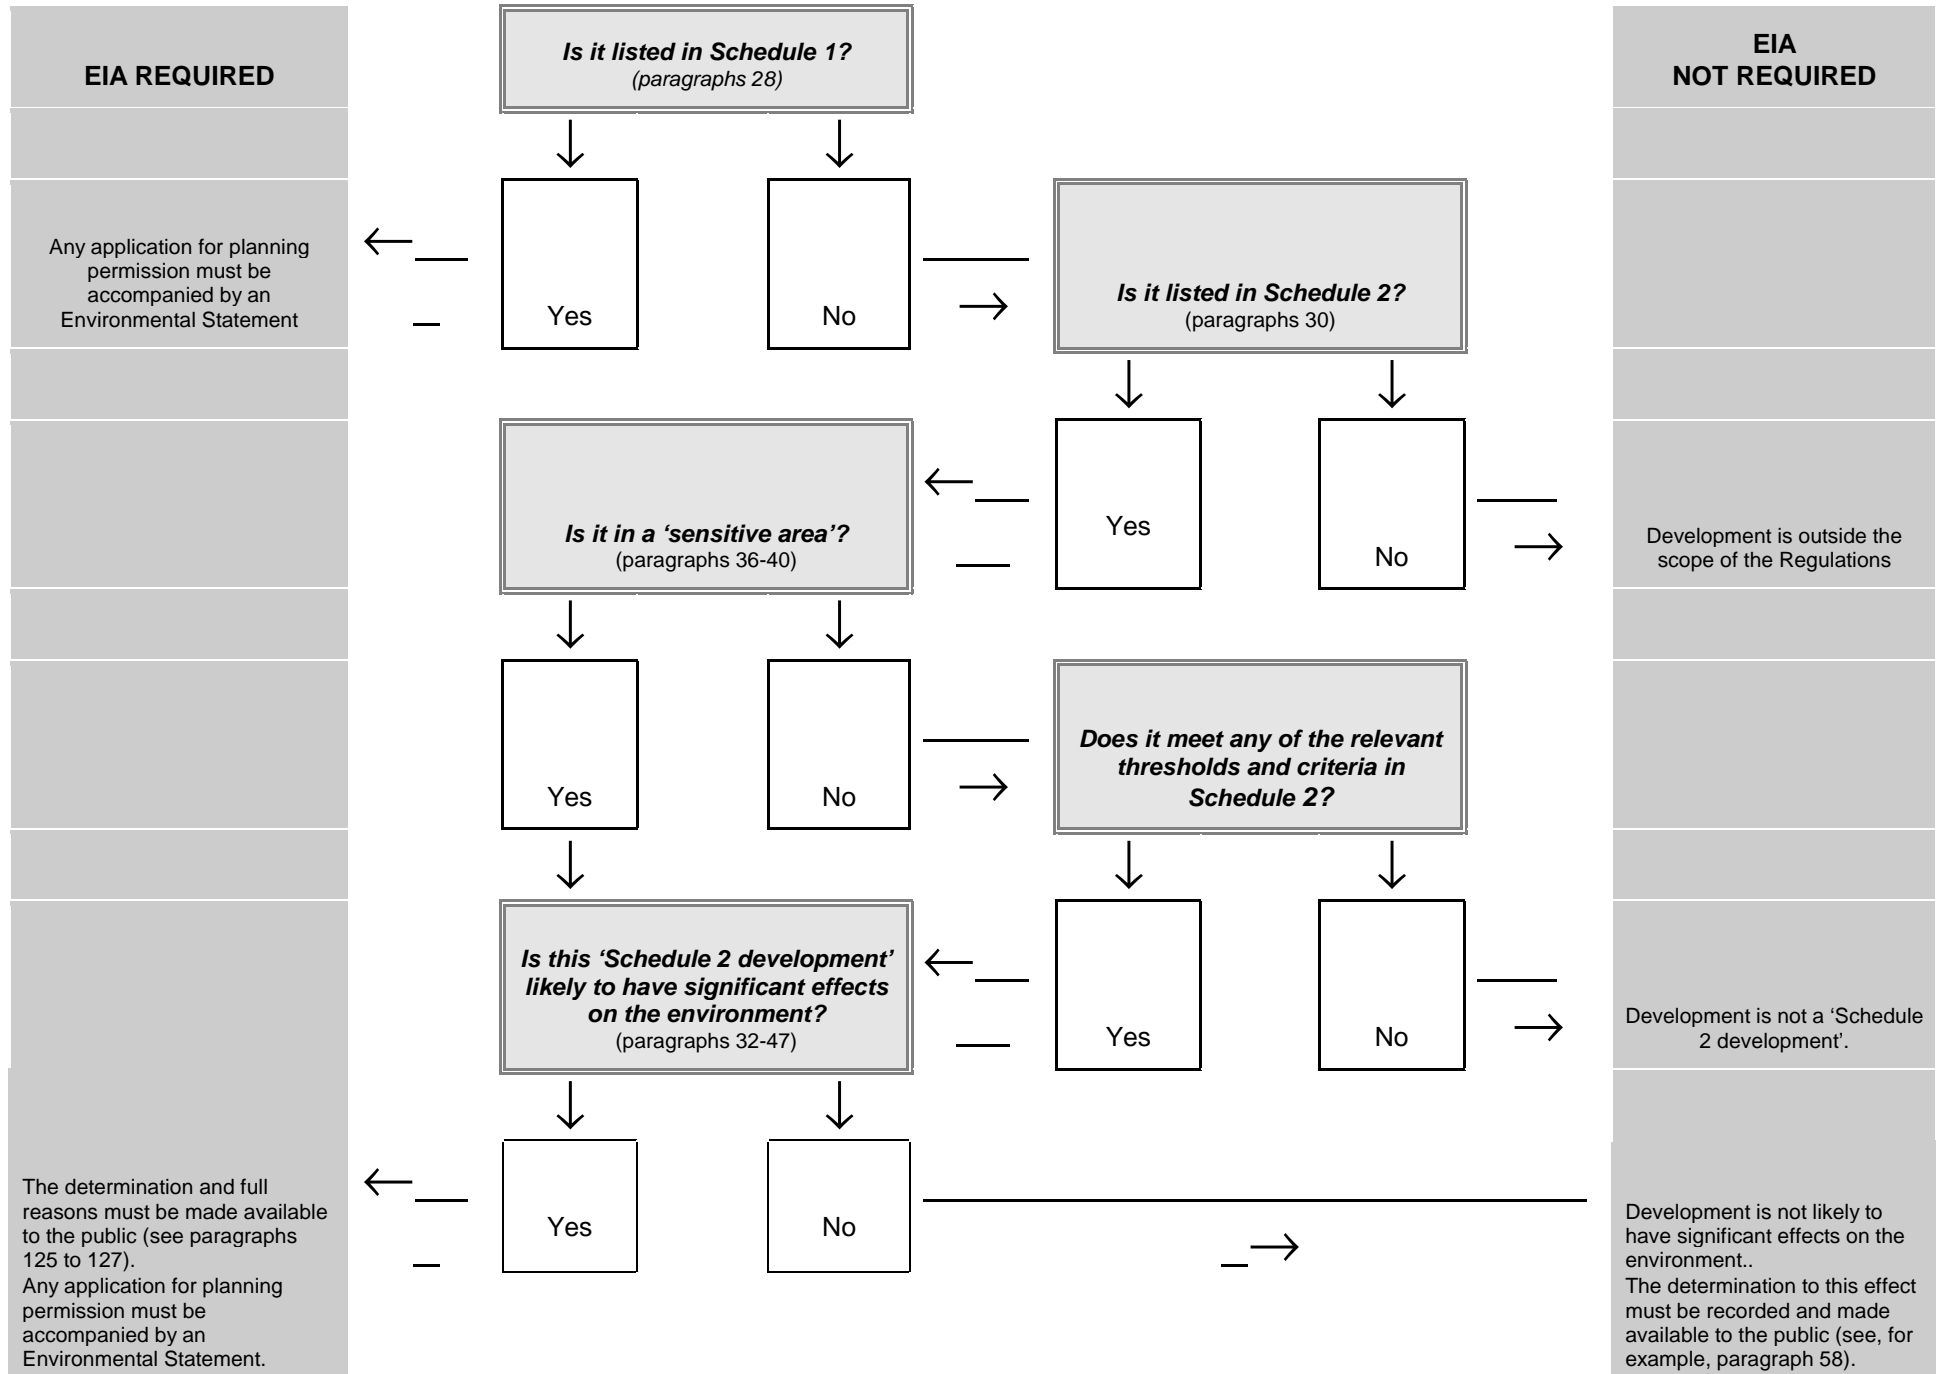 EIA REQUIRED
Is it listed in Schedule 1?
(paragraphs 28)
EIA
NOT REQUIRED
Any application for planning
permission must be
accompanied by an
Environmental Statement
Yes
No
Is it listed in Schedule 2?
(paragraphs 30)
Is it in a ‘sensitive area’?
(paragraphs 36-40)
Yes
No
Development is outside the
scope of the Regulations
Yes
No
Does it meet any of the relevant
thresholds and criteria in
Schedule 2?
Is this ‘Schedule 2 development’
likely to have significant effects
on the environment?
(paragraphs 32-47)
Yes
No
Development is not a ‘Schedule
2 development’.
The determination and full
reasons must be made available
to the public (see paragraphs
125 to 127).
Any application for planning
permission must be
accompanied by an
Environmental Statement.
Yes
No
Development is not likely to
have significant effects on the
environment..
The determination to this effect
must be recorded and made
available to the public (see, for
example, paragraph 58).